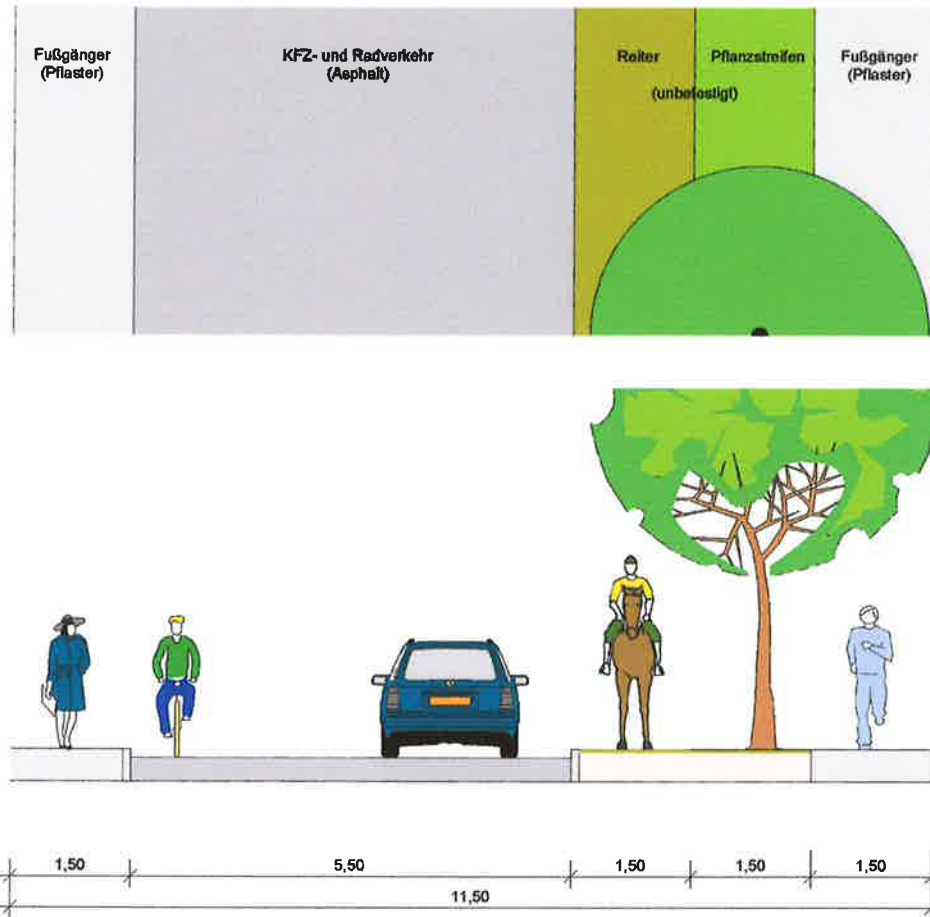 Fußgänger
(Pflaster)
KFZ- und Radverkehr
(Asphalt)
Reiter
Pflanzstreifen
(unbefestigt)
Fußgänger
(Pflaster)
1,50
5,50
1,50
1,50
1,50
11,50